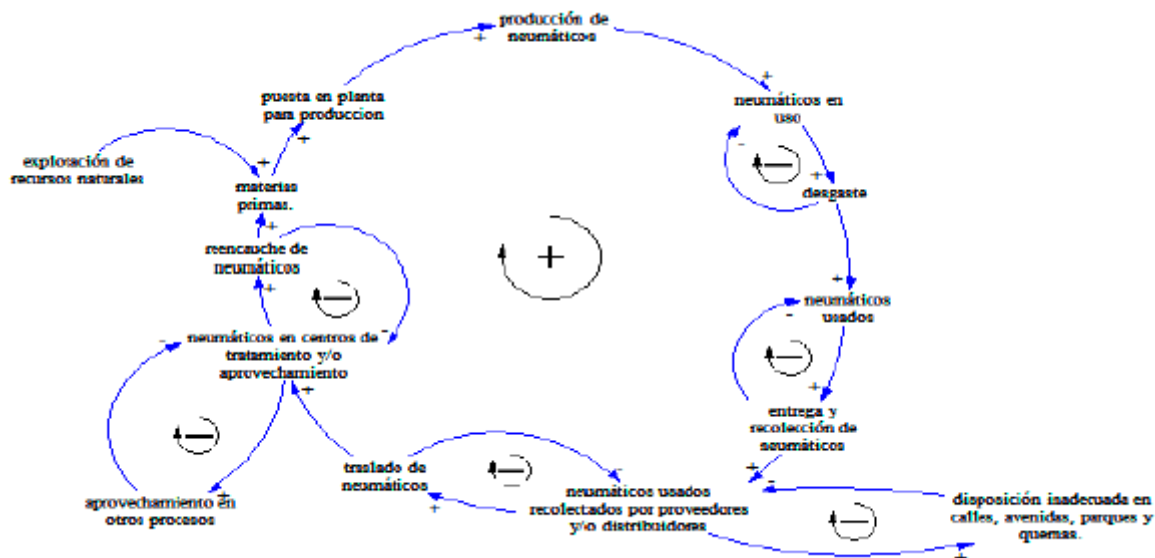 producción de
neumáticos
puesta en planta
para produccion
neumáticos en
uso
explotación de
recursos naturales
materias
primas.
desgaste
reencauche de
neumáticos
neumáticos
usados
neumáticos en centros de
tratamiento y/o
aprovechamiento
entrega y
recolección de
neumáticos
traslado de
neumáticos
aprovechamiento en
otros procesos
neumáticos usados
recolectados por proveedores
y/o distribuidores
disposición inadecuada en
calles, avenidas, parques y
quemas.